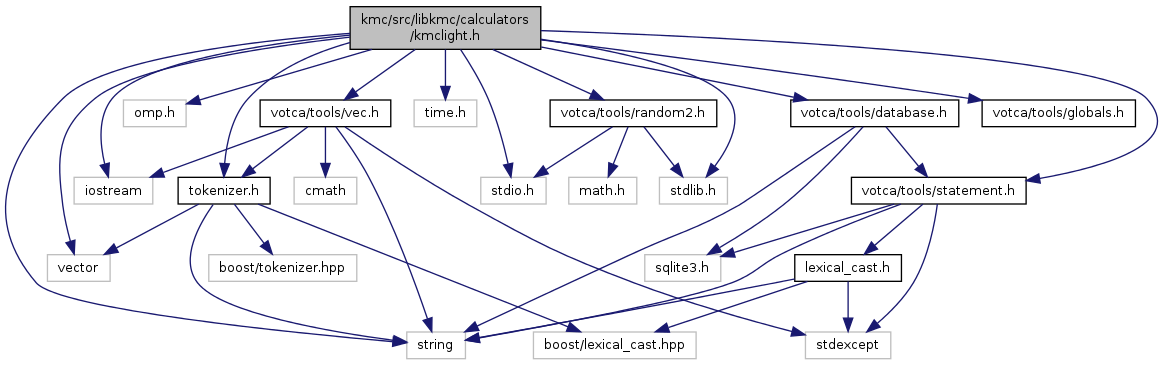 kmc/src/libkmc/calculators
/kmclight.h
omp.h
votca/tools/vec.h
time.h
votca/tools/random2.h
votca/tools/database.h
votca/tools/globals.h
iostream
tokenizer.h
cmath
stdio.h
math.h
stdlib.h
votca/tools/statement.h
vector
boost/tokenizer.hpp
sqlite3.h
lexical_cast.h
string
boost/lexical_cast.hpp
stdexcept